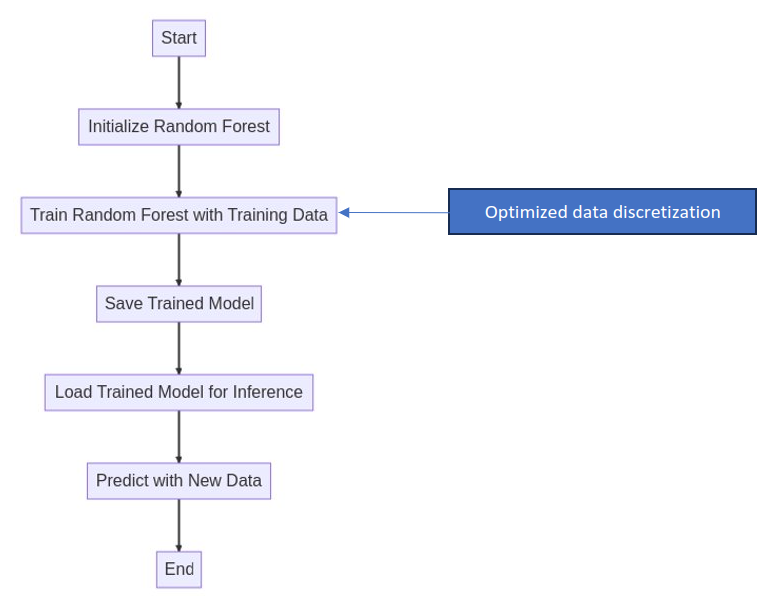 Start
Initialize Random Forest
Train Random Forest with Training Data
Optimized data discretization
Save Trained Model
Load Trained Model for Inference
Predict with New Data
End